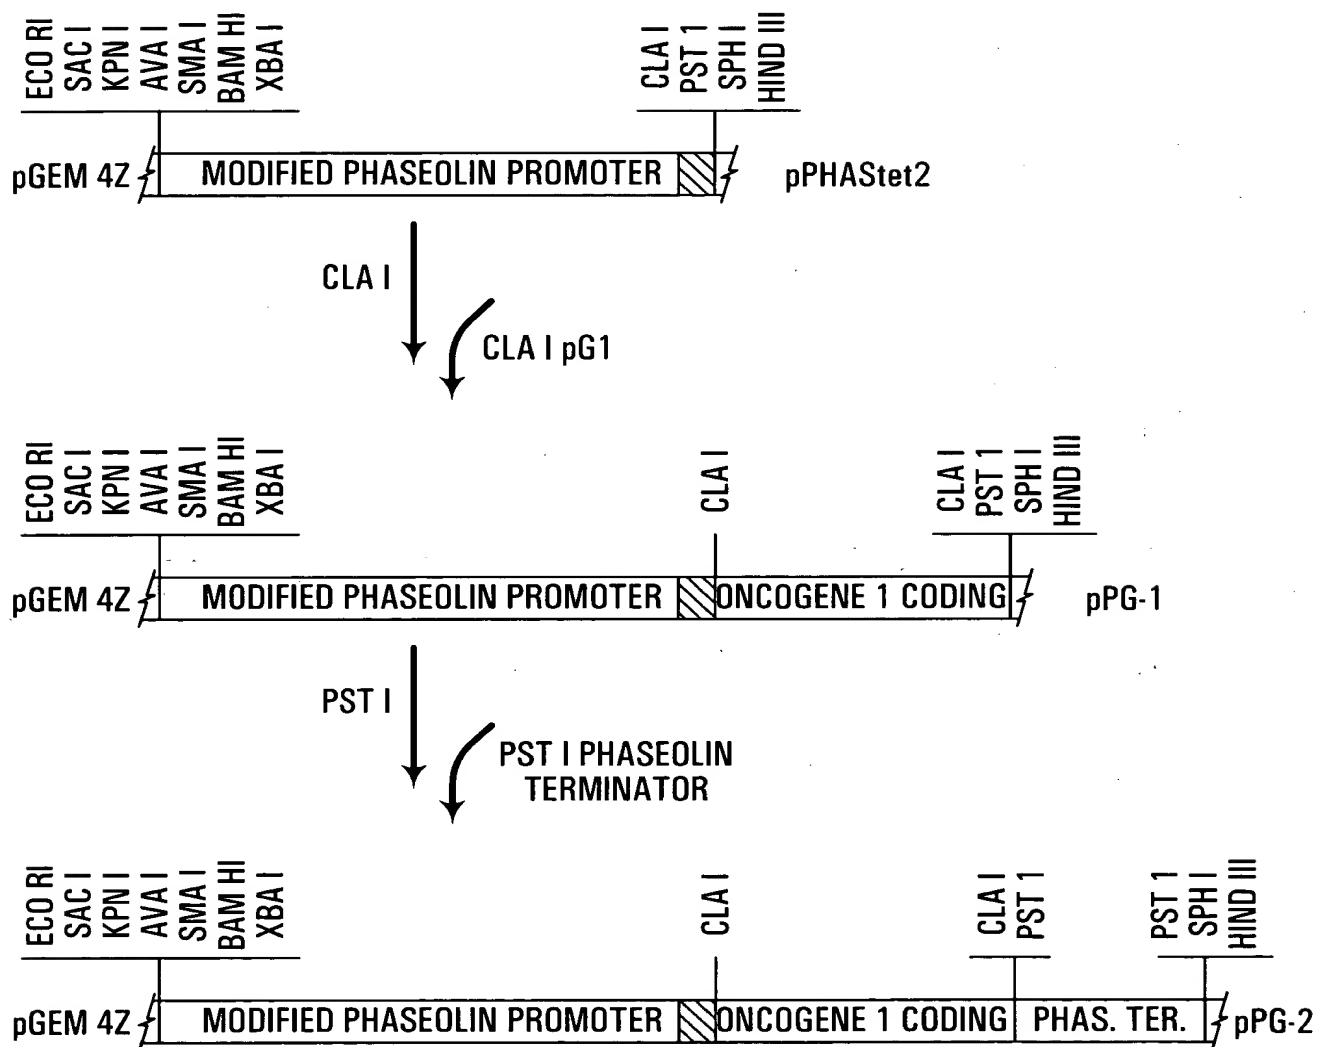 ECO RI
SAC I
KPN I
AVA I
SMA I
BAM HI
XBA I
CLA I
PST 1
SPH I
HIND III
pGEM 4Z
MODIFIED PHASEOLIN PROMOTER
pPHAStet2
CLA I
CLA I pG1
ECO RI
SAC I
KPN I
AVA I
SMA I
BAM HI
XBA I
CLA I
CLA I
PST 1
SPH I
HIND III
pGEM 4Z
MODIFIED PHASEOLIN PROMOTER
ONCOGENE 1 CODING
pPG-1
PST I
PST I PHASEOLIN
TERMINATOR
ECO RI
SAC I
KPN I
AVA I
SMA I
BAM HI
XBA I
CLA I
CLA I
PST 1
PST 1
SPH I
HIND III
pGEM 4Z
MODIFIED PHASEOLIN PROMOTER
ONCOGENE 1 CODING
PHAS. TER.
pPG-2